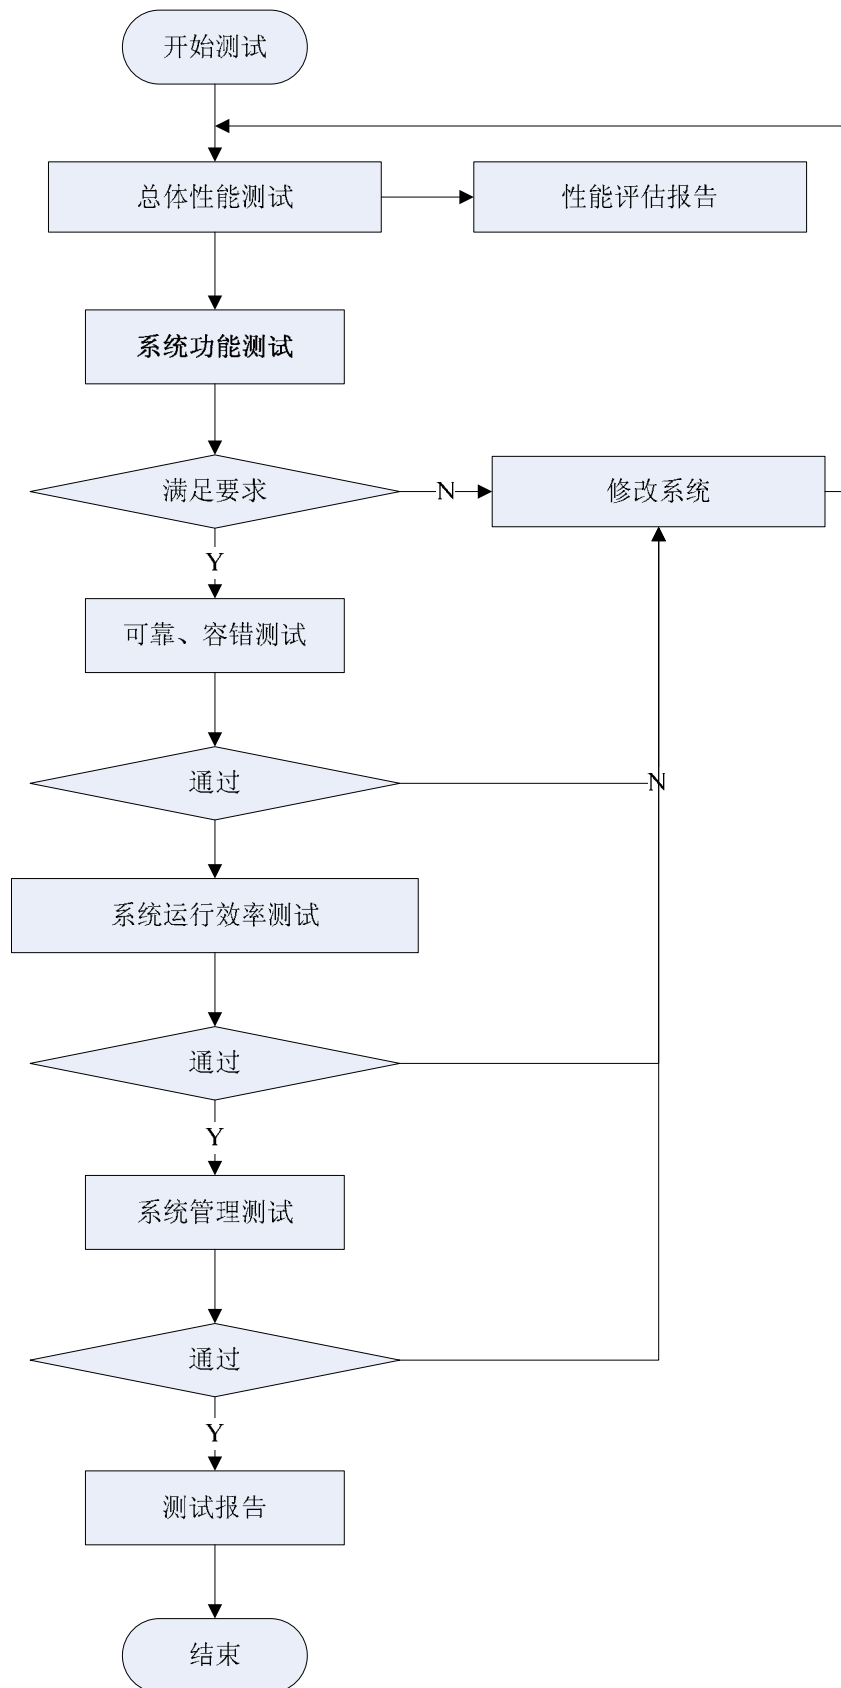 开始测试
总体性能测试
性能评估报告
系统功能测试
满足要求
N
修改系统
Y
可靠、容错测试
通过
N
系统运行效率测试
通过
Y
系统管理测试
通过
Y
测试报告
结束